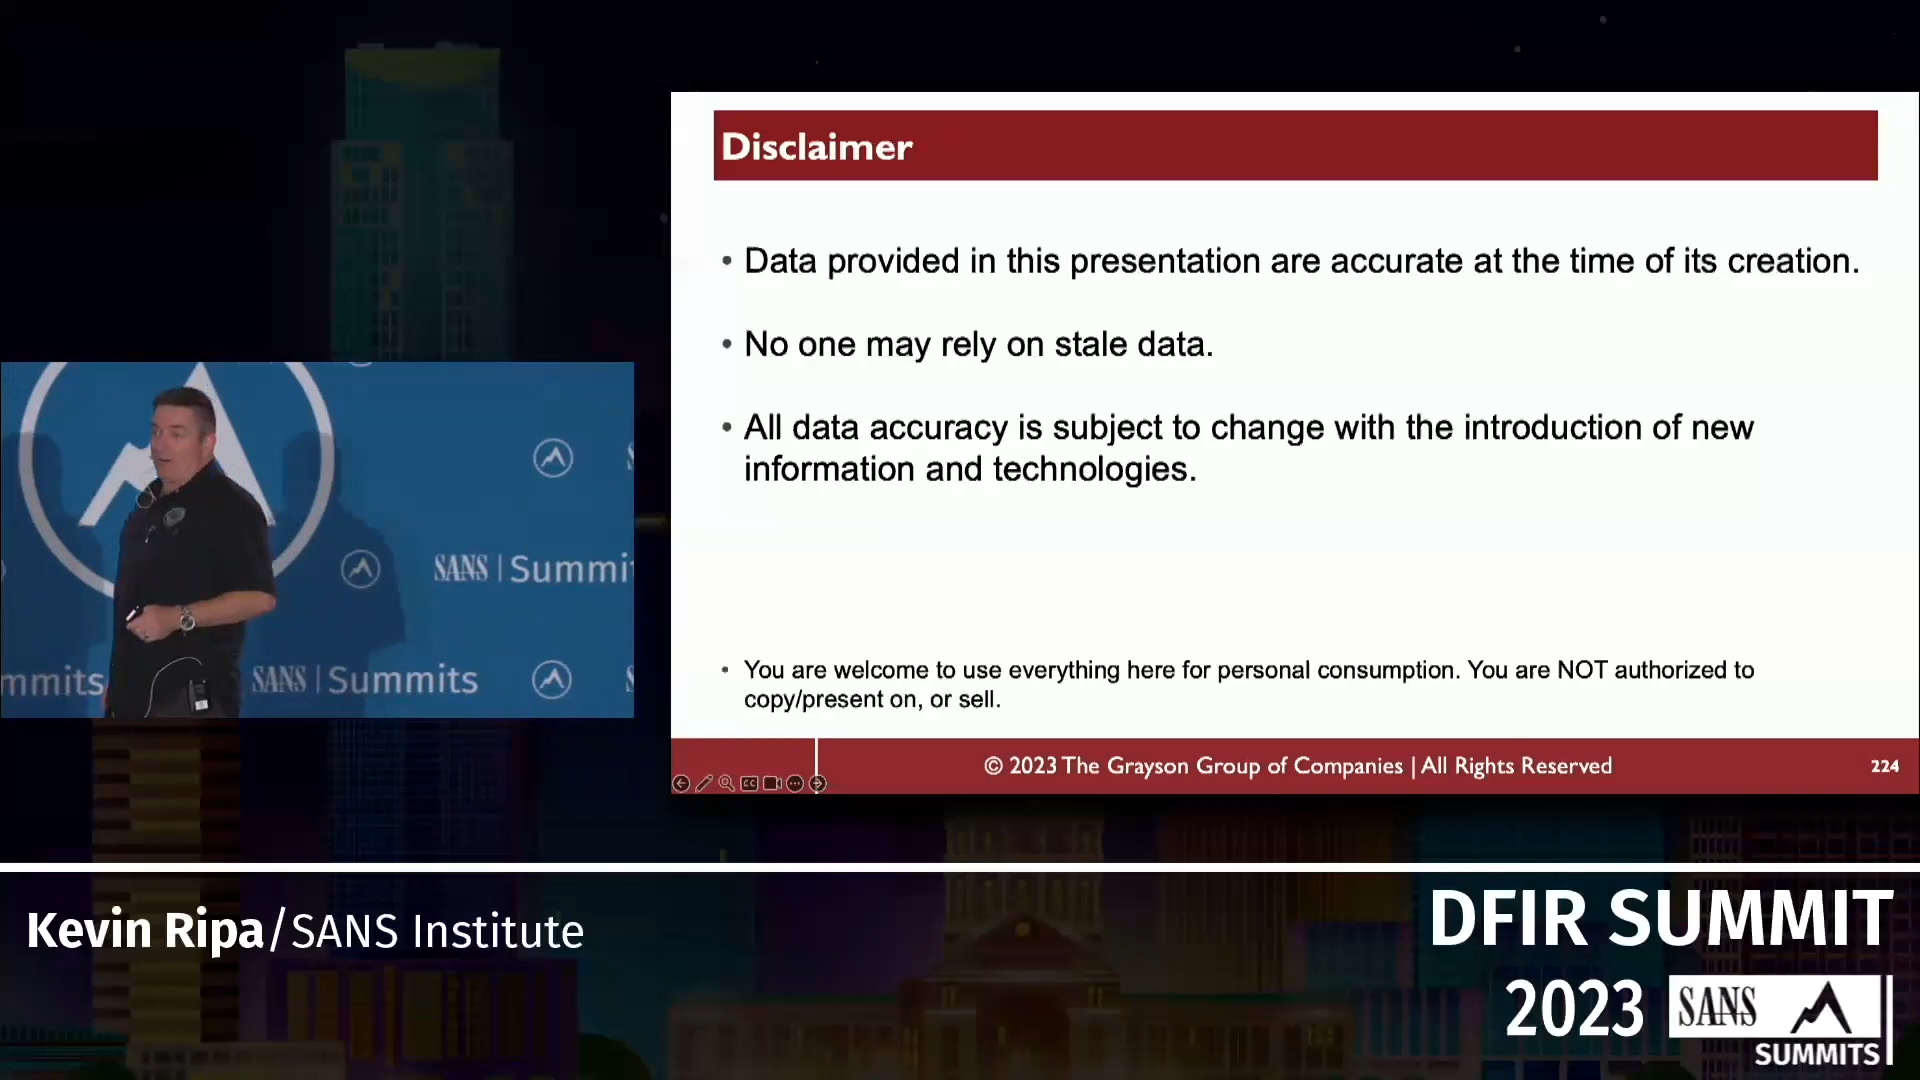 Disclaimer
• Data provided in this presentation are accurate at the time of its creation.
• No one may rely on stale data.
• All data accuracy is subject to change with the introduction of new
information and technologies.
• You are welcome to use everything here for personal consumption. You are NOT authorized to
copy/present on, or sell.
© 2023 The Grayson Group of Companies | All Rights Reserved
224
SANS | Summi
mmits
SANS | Summits
Kevin Ripa/SANS Institute
DFIR SUMMIT
2023
SANS
SUMMITS